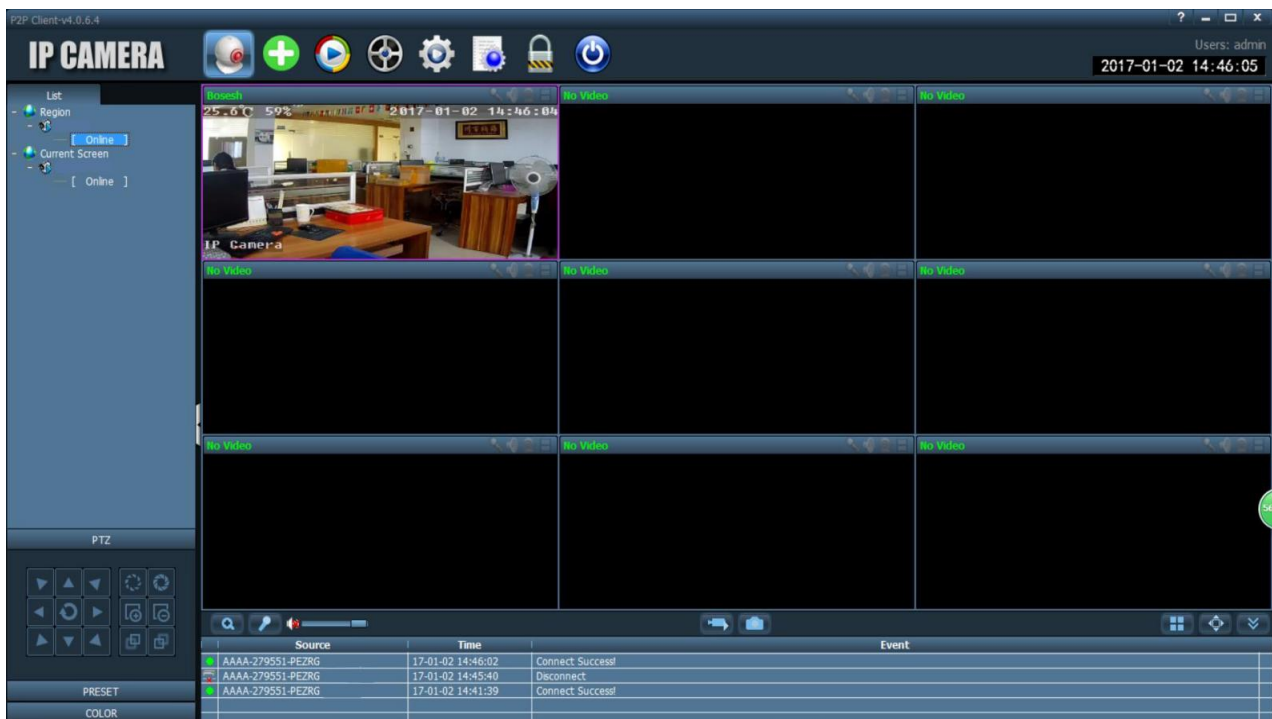 P2P Client-v4.0.6.4
?
IP CAMERA
Users: admin
2017-01-02 14:46:05
List
Region
[ Online ]
Current Screen
[ Online ]
Bosesh
25.6°C 59%
2017-01-02 14:46:04
IP Camera
No Video
No Video
No Video
No Video
No Video
No Video
No Video
No Video
56
PTZ
PRESET
COLOR
Source Time Event
AAAA-279551-PEZRG 17-01-02 14:46:02 Connect Success!
AAAA-279551-PEZRG 17-01-02 14:45:40 Disconnect
AAAA-279551-PEZRG 17-01-02 14:41:39 Connect Success!